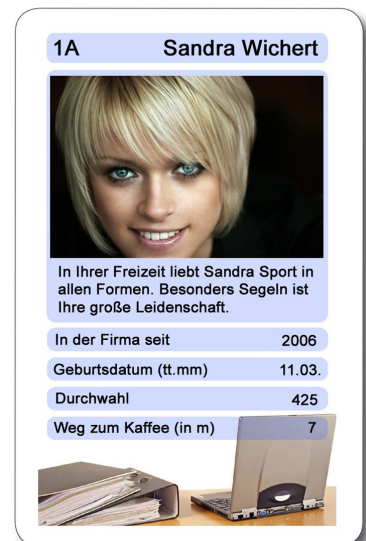 1A Sandra Wichert
In Ihrer Freizeit liebt Sandra Sport in
allen Formen. Besonders Segeln ist
Ihre große Leidenschaft.
In der Firma seit 2006
Geburtsdatum (tt.mm) 11.03.
Durchwahl 425
Weg zum Kaffee (in m) 7